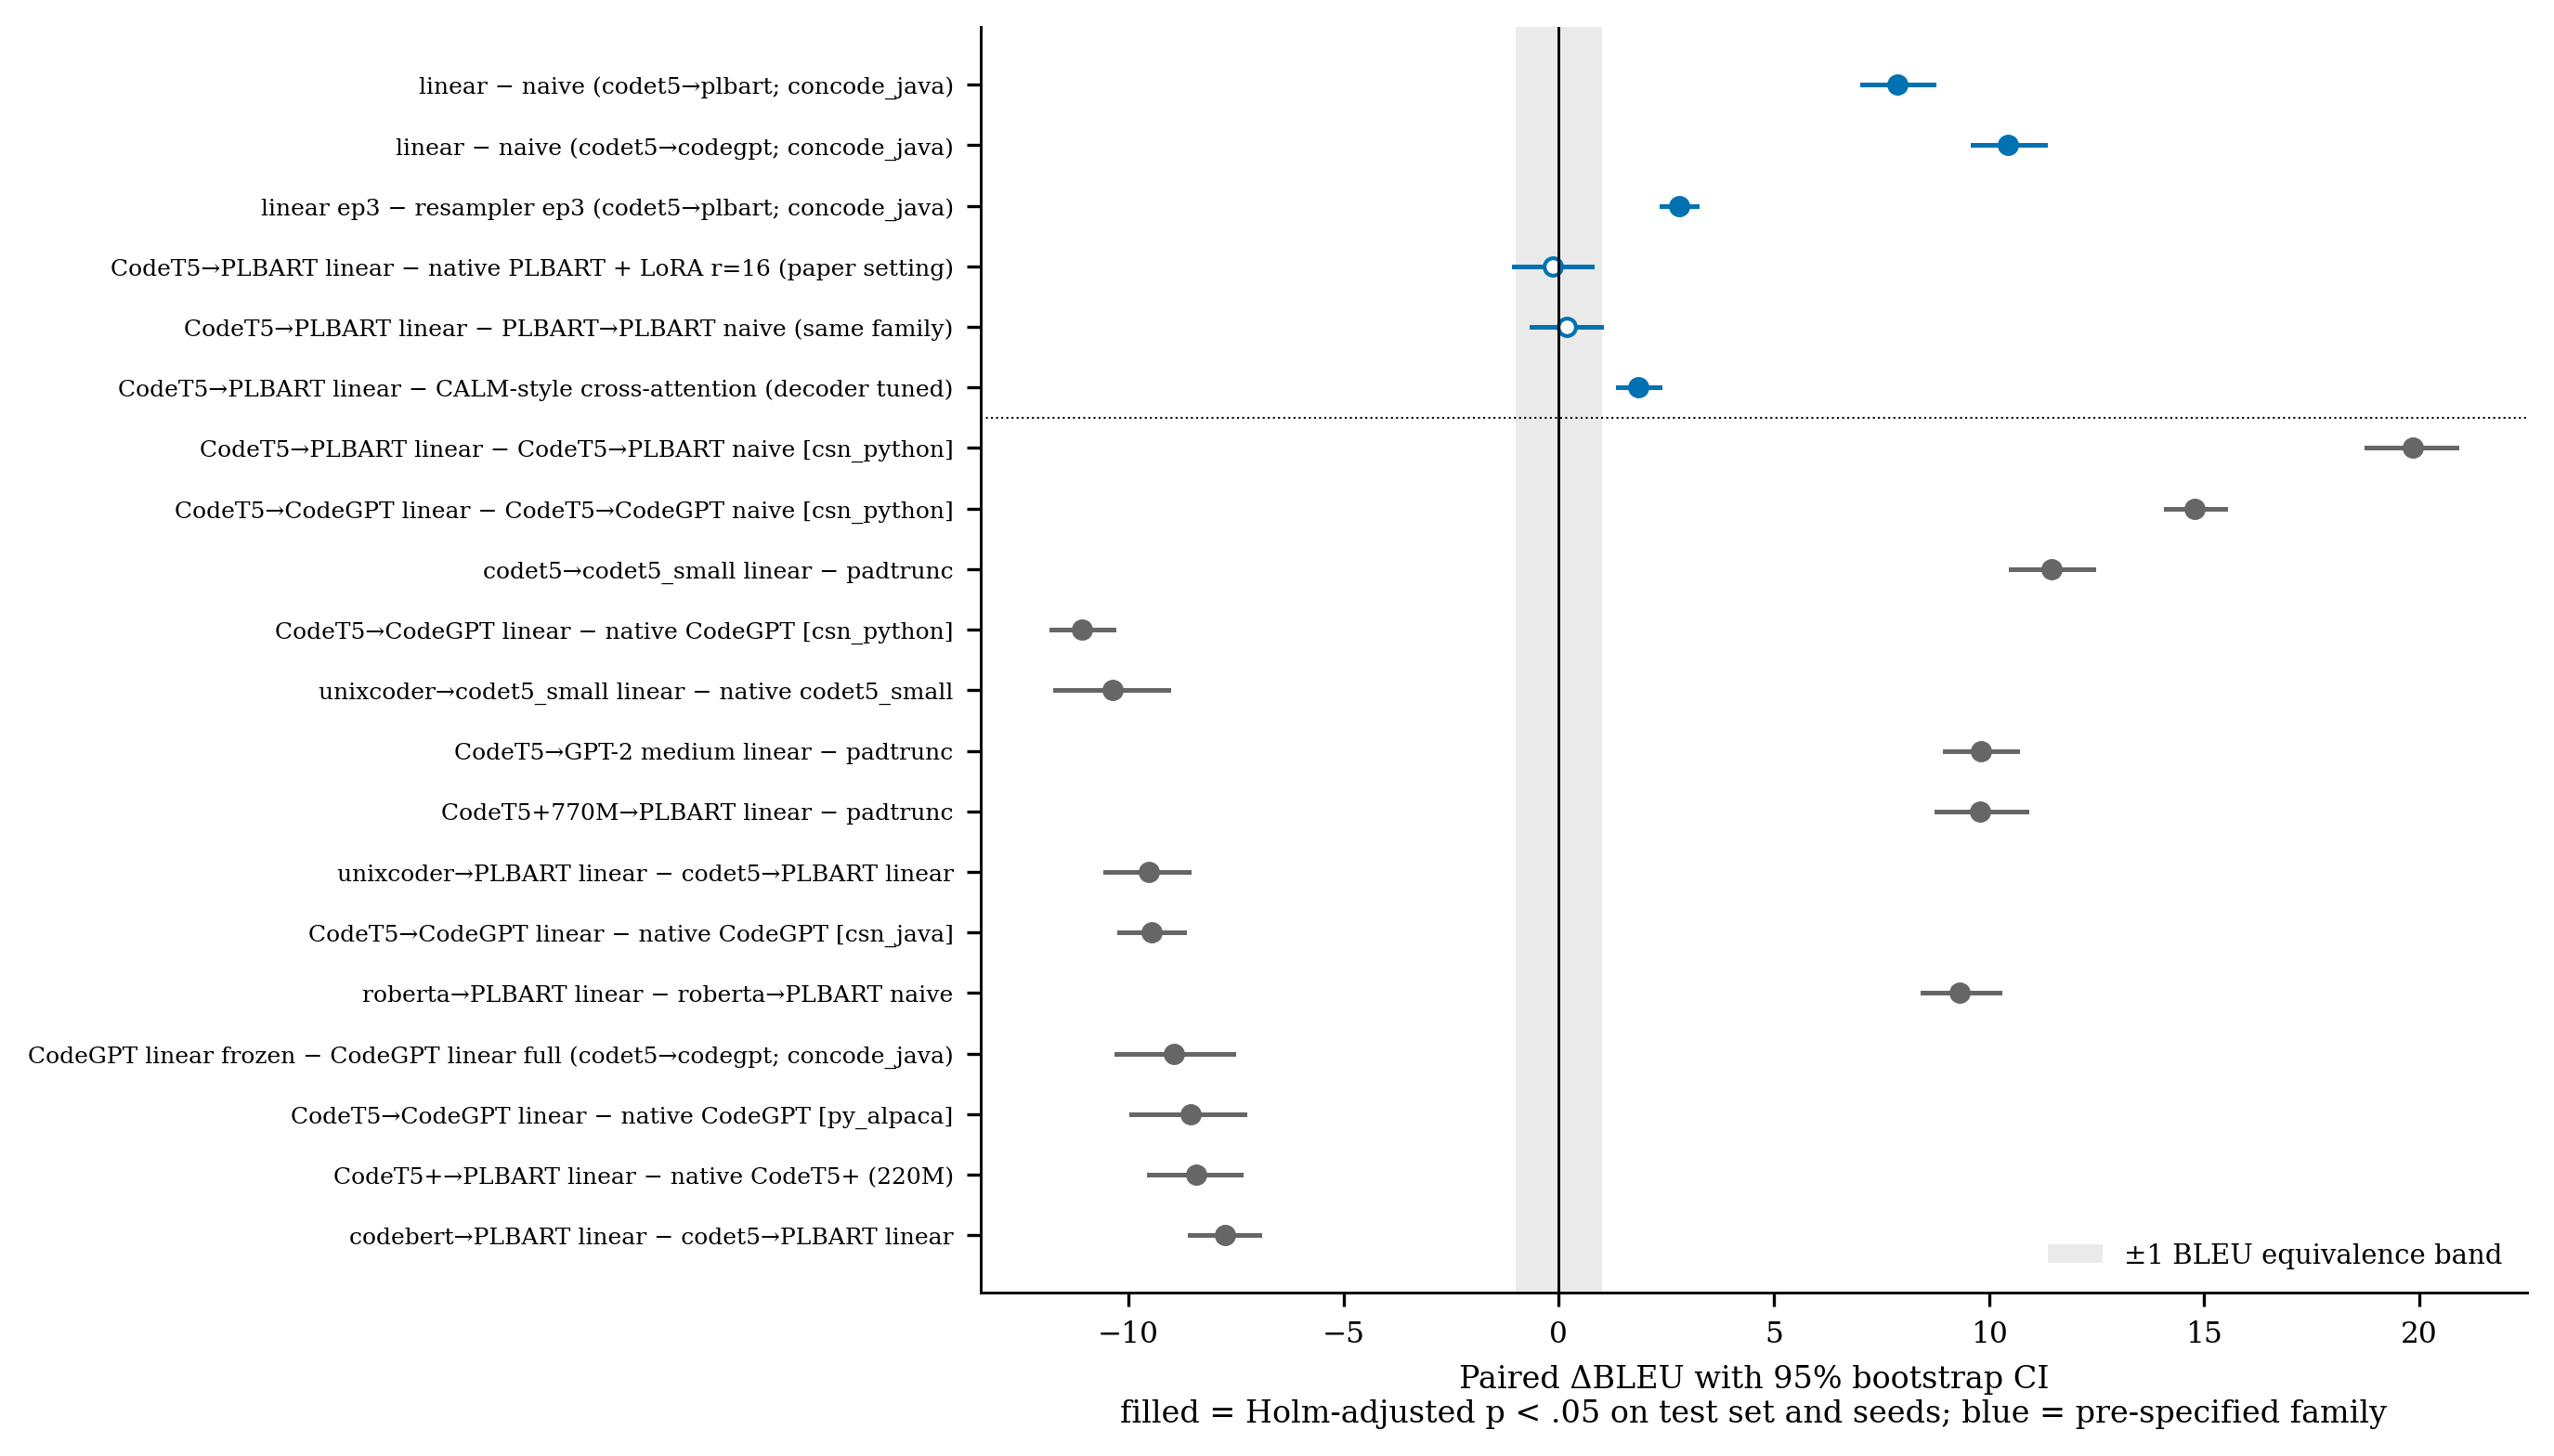 linear − naive (codet5→plbart; concode_java)
linear − naive (codet5→codegpt; concode_java)
linear ep3 − resampler ep3 (codet5→plbart; concode_java)
CodeT5→PLBART linear − native PLBART + LoRA r=16 (paper setting)
CodeT5→PLBART linear − PLBART→PLBART naive (same family)
CodeT5→PLBART linear − CALM-style cross-attention (decoder tuned)
CodeT5→PLBART linear − CodeT5→PLBART naive [csn_python]
CodeT5→CodeGPT linear − CodeT5→CodeGPT naive [csn_python]
codet5→codet5_small linear − padtrunc
CodeT5→CodeGPT linear − native CodeGPT [csn_python]
unixcoder→codet5_small linear − native codet5_small
CodeT5→GPT-2 medium linear − padtrunc
CodeT5+770M→PLBART linear − padtrunc
unixcoder→PLBART linear − codet5→PLBART linear
CodeT5→CodeGPT linear − native CodeGPT [csn_java]
roberta→PLBART linear − roberta→PLBART naive
CodeGPT linear frozen − CodeGPT linear full (codet5→codegpt; concode_java)
CodeT5→CodeGPT linear − native CodeGPT [py_alpaca]
CodeT5+→PLBART linear − native CodeT5+ (220M)
codebert→PLBART linear − codet5→PLBART linear
±1 BLEU equivalence band
−10 −5 0 5 10 15 20
Paired ΔBLEU with 95% bootstrap CI
filled = Holm-adjusted p < .05 on test set and seeds; blue = pre-specified family